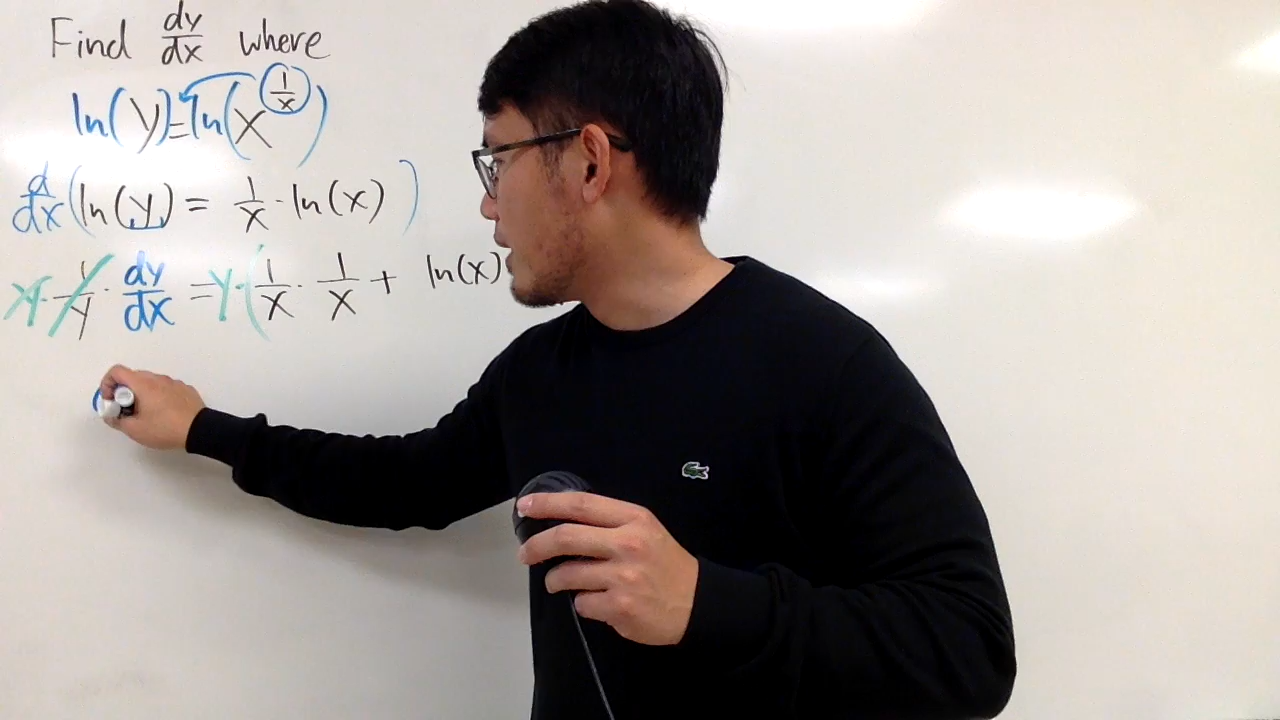 Find dy/dx where
ln(y)=ln(x^(1/x))
d/dx(ln(y) = 1/x · ln(x))
y · 1/y · dy/dx = y · (1/x · 1/x + ln(x)